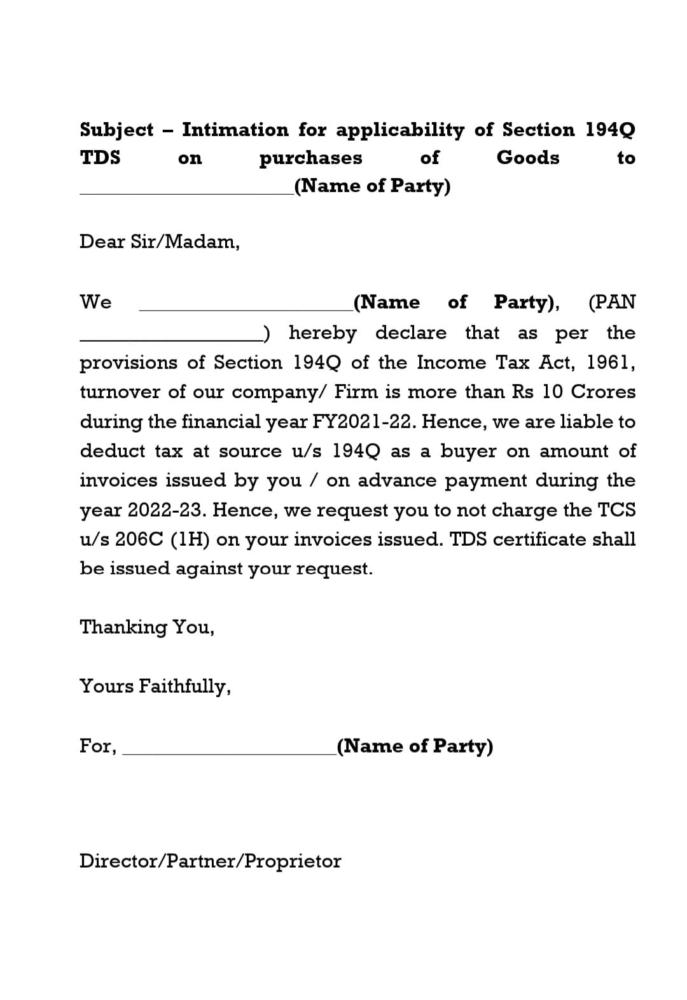 Subject – Intimation for applicability of Section 194Q
TDS on purchases of Goods to
_____________________(Name of Party)
Dear Sir/Madam,
We _____________________(Name of Party), (PAN
__________________) hereby declare that as per the
provisions of Section 194Q of the Income Tax Act, 1961,
turnover of our company/ Firm is more than Rs 10 Crores
during the financial year FY2021-22. Hence, we are liable to
deduct tax at source u/s 194Q as a buyer on amount of
invoices issued by you / on advance payment during the
year 2022-23. Hence, we request you to not charge the TCS
u/s 206C (1H) on your invoices issued. TDS certificate shall
be issued against your request.
Thanking You,
Yours Faithfully,
For, _____________________(Name of Party)
Director/Partner/Proprietor